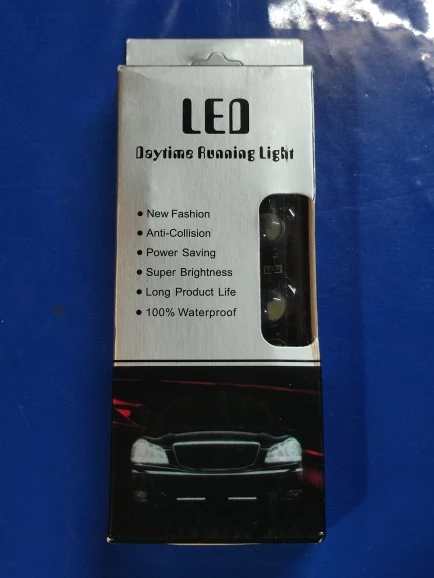 LED
Daytime Running Light
• New Fashion
• Anti-Collision
• Power Saving
• Super Brightness
• Long Product Life
• 100% Waterproof